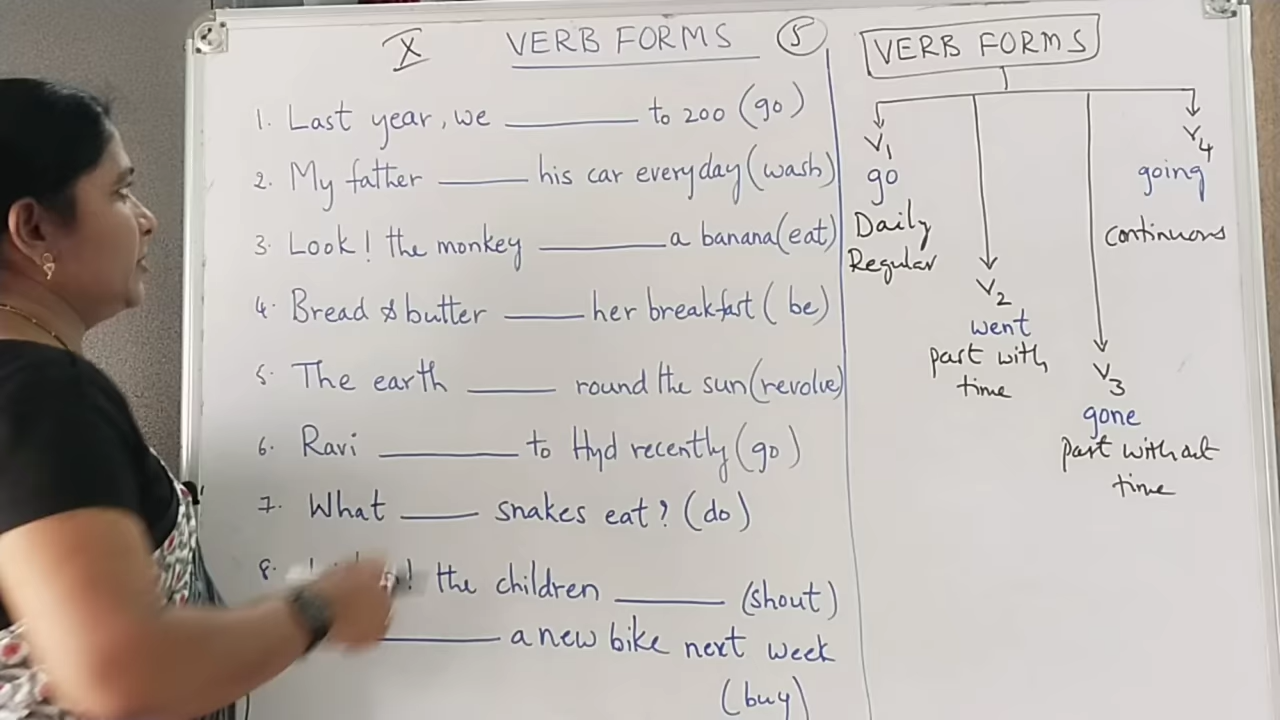 X VERB FORMS 5
1. Last year, we ______ to zoo (go)
2. My father ______ his car everyday (wash)
3. Look! the monkey ______ a banana (eat)
4. Bread & butter ______ her breakfast (be)
5. The earth ______ round the sun (revolve)
6. Ravi ______ to Hyd recently (go)
7. What ______ snakes eat? (do)
8. ! the children ______ (shout)
______ a new bike next week
(buy)
VERB FORMS
V1
go
Daily
Regular
V2
went
past with
time
V3
gone
past without
time
V4
going
continuous